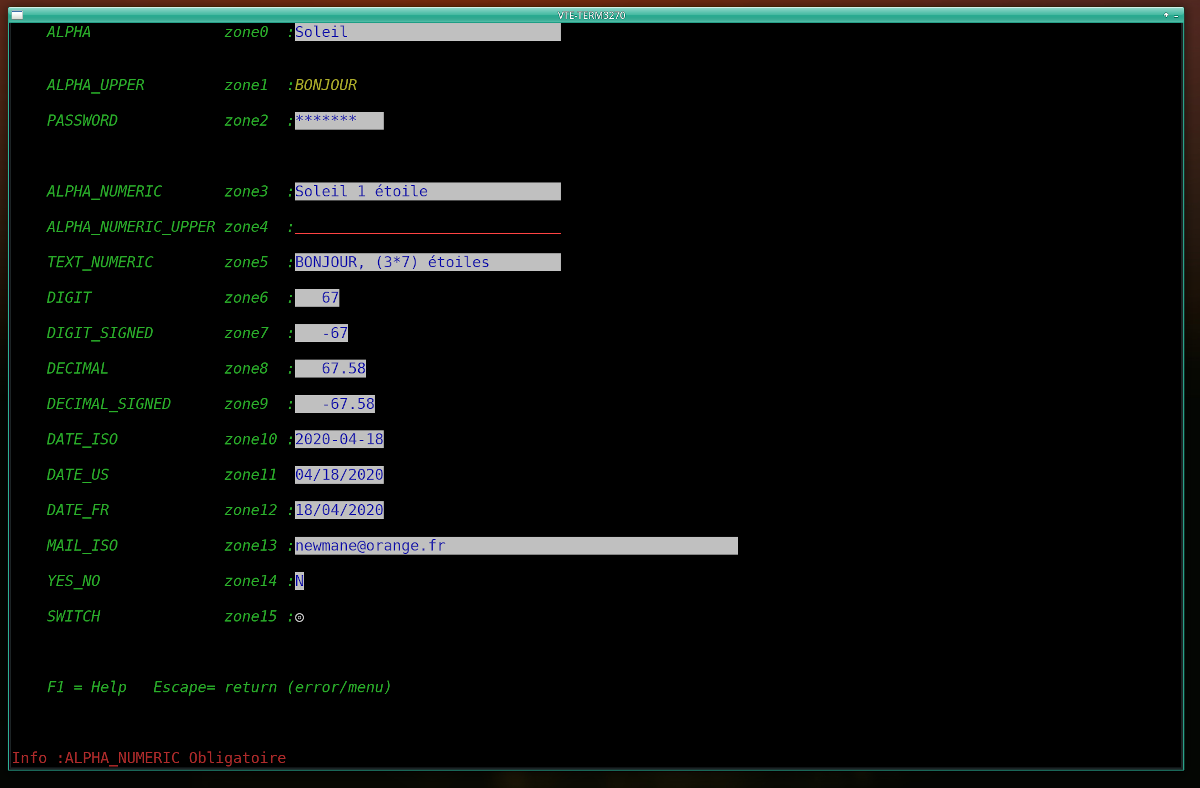 VTE-TERM3270
ALPHA zone0 :Soleil
ALPHA_UPPER zone1 :BONJOUR
PASSWORD zone2 :*******
ALPHA_NUMERIC zone3 :Soleil 1 étoile
ALPHA_NUMERIC_UPPER zone4 :______________________________
TEXT_NUMERIC zone5 :BONJOUR, (3*7) étoiles
DIGIT zone6 : 67
DIGIT_SIGNED zone7 : -67
DECIMAL zone8 : 67.58
DECIMAL_SIGNED zone9 : -67.58
DATE_ISO zone10 :2020-04-18
DATE_US zone11 04/18/2020
DATE_FR zone12 :18/04/2020
MAIL_ISO zone13 :newmane@orange.fr
YES_NO zone14 :N
SWITCH zone15 :◎
F1 = Help Escape= return (error/menu)
Info :ALPHA_NUMERIC Obligatoire